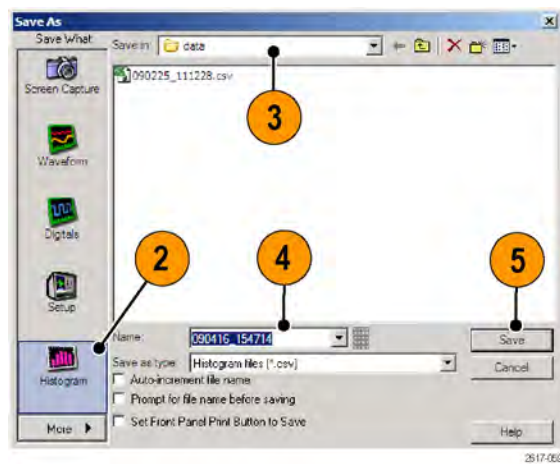 Save As
Save What
Save in: data
Screen Capture
090225_111228.csv
3
Waveform
Digitals
2
4
5
Setup
Name: 090416_154714
Save
Save as type: Histogram files (*.csv)
Cancel
Histogram
Auto-increment file name
Prompt for file name before saving
Set Front Panel Print Button to Save
More
Help